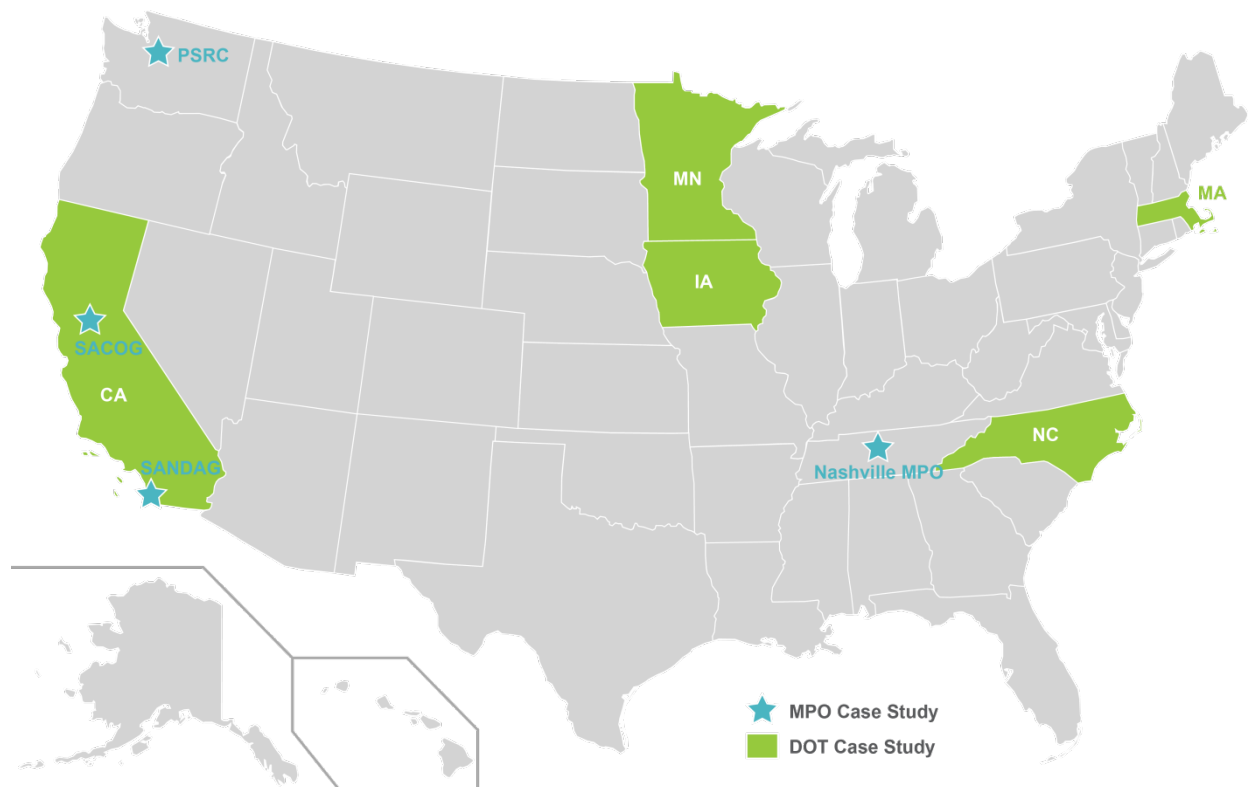 PSRC
MN
MA
IA
SACOG
CA
NC
SANDAG
Nashville MPO
MPO Case Study
DOT Case Study